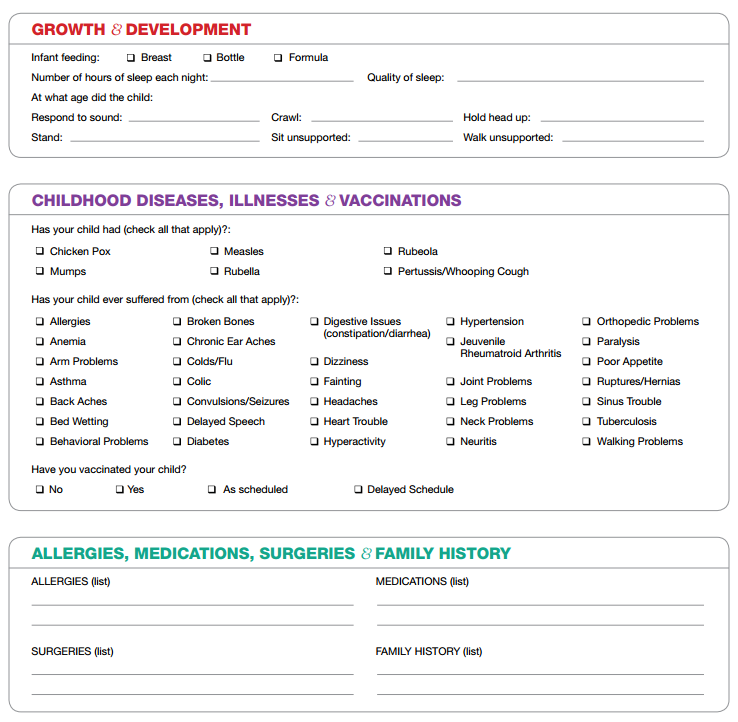 GROWTH & DEVELOPMENT
Infant feeding: ❑ Breast ❑ Bottle ❑ Formula
Number of hours of sleep each night: Quality of sleep:
At what age did the child:
Respond to sound: Crawl: Hold head up:
Stand: Sit unsupported: Walk unsupported:
CHILDHOOD DISEASES, ILLNESSES & VACCINATIONS
Has your child had (check all that apply)?:
❑ Chicken Pox ❑ Measles ❑ Rubeola
❑ Mumps ❑ Rubella ❑ Pertussis/Whooping Cough
Has your child ever suffered from (check all that apply)?:
❑ Allergies ❑ Broken Bones ❑ Digestive Issues ❑ Hypertension ❑ Orthopedic Problems
(constipation/diarrhea)
❑ Anemia ❑ Chronic Ear Aches ❑ Jeuvenile ❑ Paralysis
Rheumatroid Arthritis
❑ Arm Problems ❑ Colds/Flu ❑ Dizziness ❑ Poor Appetite
❑ Asthma ❑ Colic ❑ Fainting ❑ Joint Problems ❑ Ruptures/Hernias
❑ Back Aches ❑ Convulsions/Seizures ❑ Headaches ❑ Leg Problems ❑ Sinus Trouble
❑ Bed Wetting ❑ Delayed Speech ❑ Heart Trouble ❑ Neck Problems ❑ Tuberculosis
❑ Behavioral Problems ❑ Diabetes ❑ Hyperactivity ❑ Neuritis ❑ Walking Problems
Have you vaccinated your child?
❑ No ❑ Yes ❑ As scheduled ❑ Delayed Schedule
ALLERGIES, MEDICATIONS, SURGERIES & FAMILY HISTORY
ALLERGIES (list) MEDICATIONS (list)
SURGERIES (list) FAMILY HISTORY (list)